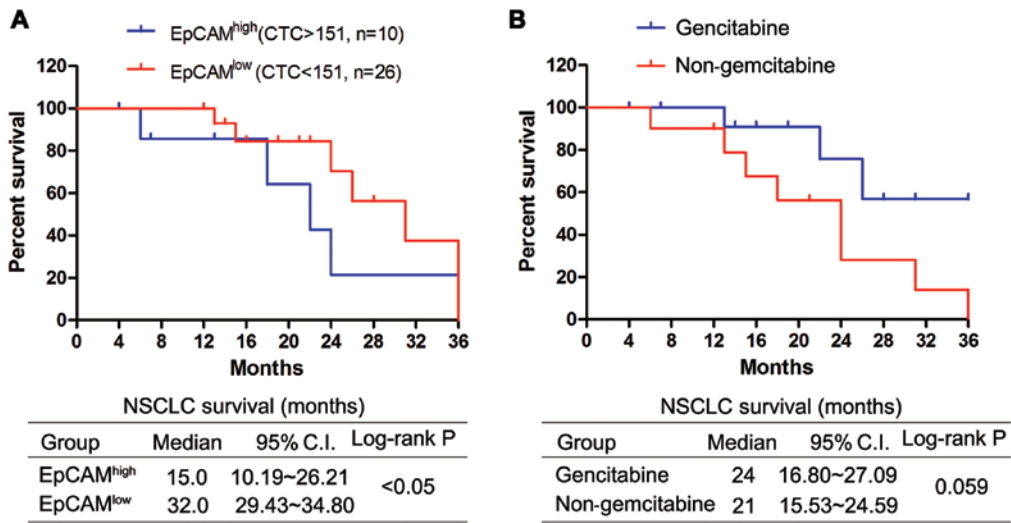 A
EpCAMhigh (CTC>151, n=10)
EpCAMlow (CTC<151, n=26)
Percent survival
120
100
80
60
40
20
0
0 4 8 12 16 20 24 28 32 36
Months
NSCLC survival (months)
Group Median 95% C.I. Log-rank P
EpCAMhigh 15.0 10.19~26.21 <0.05
EpCAMlow 32.0 29.43~34.80
B
Gencitabine
Non-gemcitabine
Percent survival
120
100
80
60
40
20
0
0 4 8 12 16 20 24 28 32 36
Months
NSCLC survival (months)
Group Median 95% C.I. Log-rank P
Gencitabine 24 16.80~27.09 0.059
Non-gemcitabine 21 15.53~24.59